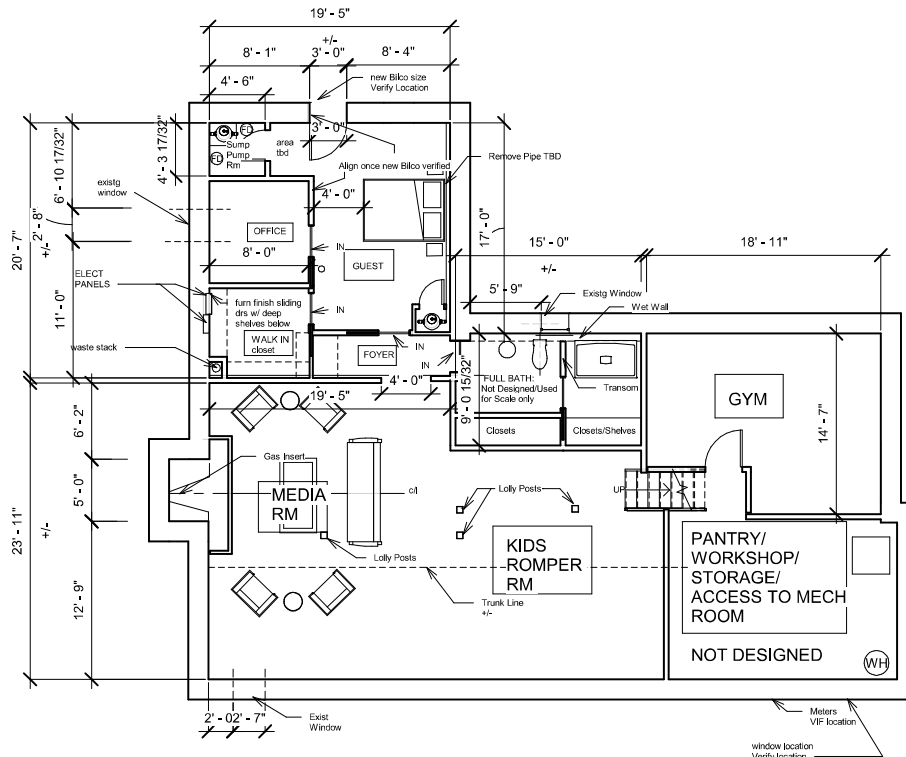 19' - 5"
+/-
8' - 1"
3' - 0"
8' - 4"
new Bilco size
Verify Location
4' - 6"
FD
Sump
Pump
Rm
FD
area
tbd
3' - 0"
4' - 3 17/32"
6' - 10 17/32"
Remove Pipe TBD
Align once new Bilco verified
existg
window
4' - 0"
2' - 8"
+/-
20' - 7"
OFFICE
IN
8' - 0"
GUEST
17' - 0"
15' - 0"
+/-
18' - 11"
ELECT
PANELS
11' - 0"
5' - 9"
Existg Window
Wet Wall
furn finish sliding
drs w/ deep
shelves below
IN
WALK IN
closet
waste stack
FOYER
IN
FULL BATH:
Not Designed/Used
for Scale only
Transom
9' - 0 15/32"
4' - 0"
19' - 5"
Closets
Closets/Shelves
GYM
14' - 7"
6' - 2"
Gas Insert
5' - 0"
MEDIA
RM
c/l
Lolly Posts
UP
23' - 11"
+/-
Lolly Posts
KIDS
ROMPER
RM
PANTRY/
WORKSHOP/
STORAGE/
ACCESS TO MECH
ROOM
12' - 9"
Trunk Line
+/-
NOT DESIGNED
WH
2' - 0
2' - 7"
Exist
Window
Meters
VIF location
window location
Verify location